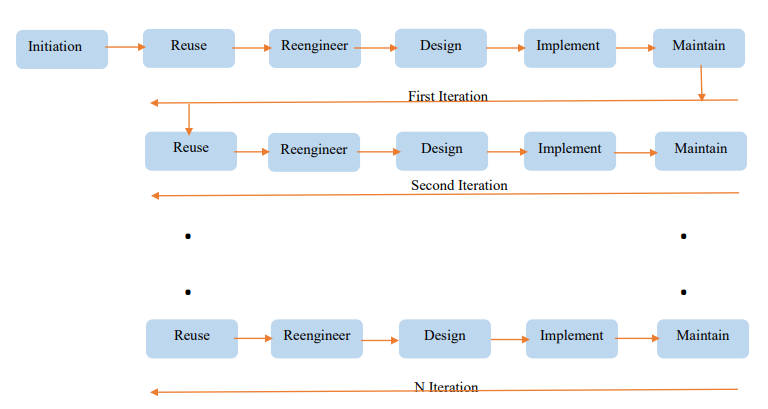 Initiation
Reuse
Reengineer
Design
Implement
Maintain
First Iteration
Reuse
Reengineer
Design
Implement
Maintain
Second Iteration
Reuse
Reengineer
Design
Implement
Maintain
N Iteration